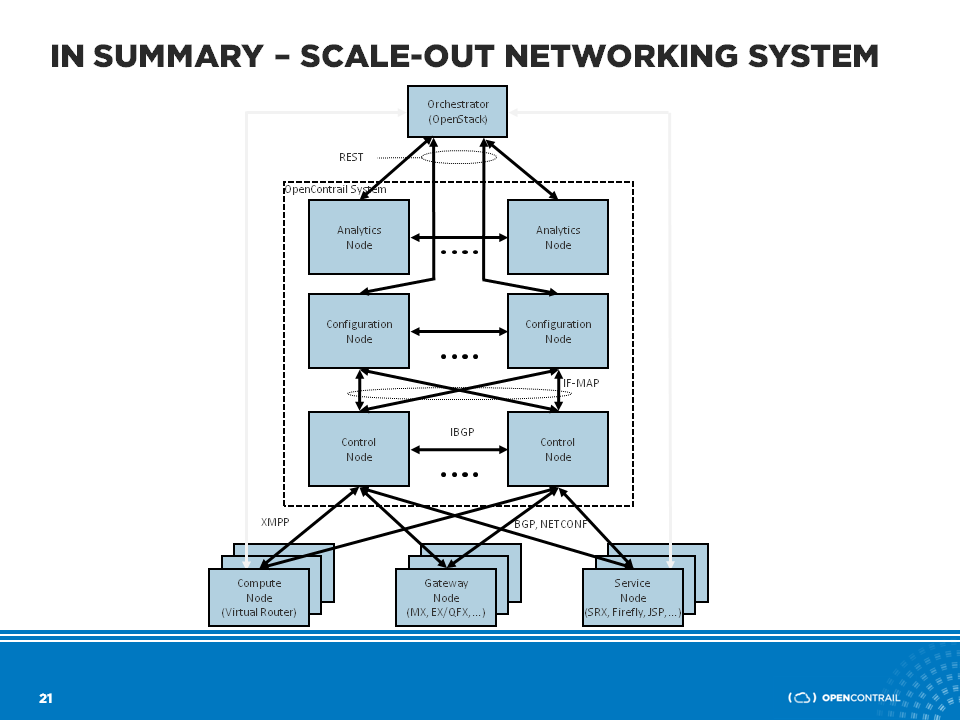 IN SUMMARY – SCALE-OUT NETWORKING SYSTEM
Orchestrator
(OpenStack)
REST
OpenContrail System
Analytics
Node
Analytics
Node
Configuration
Node
Configuration
Node
IF-MAP
Control
Node
IBGP
Control
Node
XMPP
BGP, NETCONF
Compute
Node
(Virtual Router)
Gateway
Node
(MX, EX/QFX, ...)
Service
Node
(SRX, Firefly, JSP, ...)
21
OPENCONTRAIL